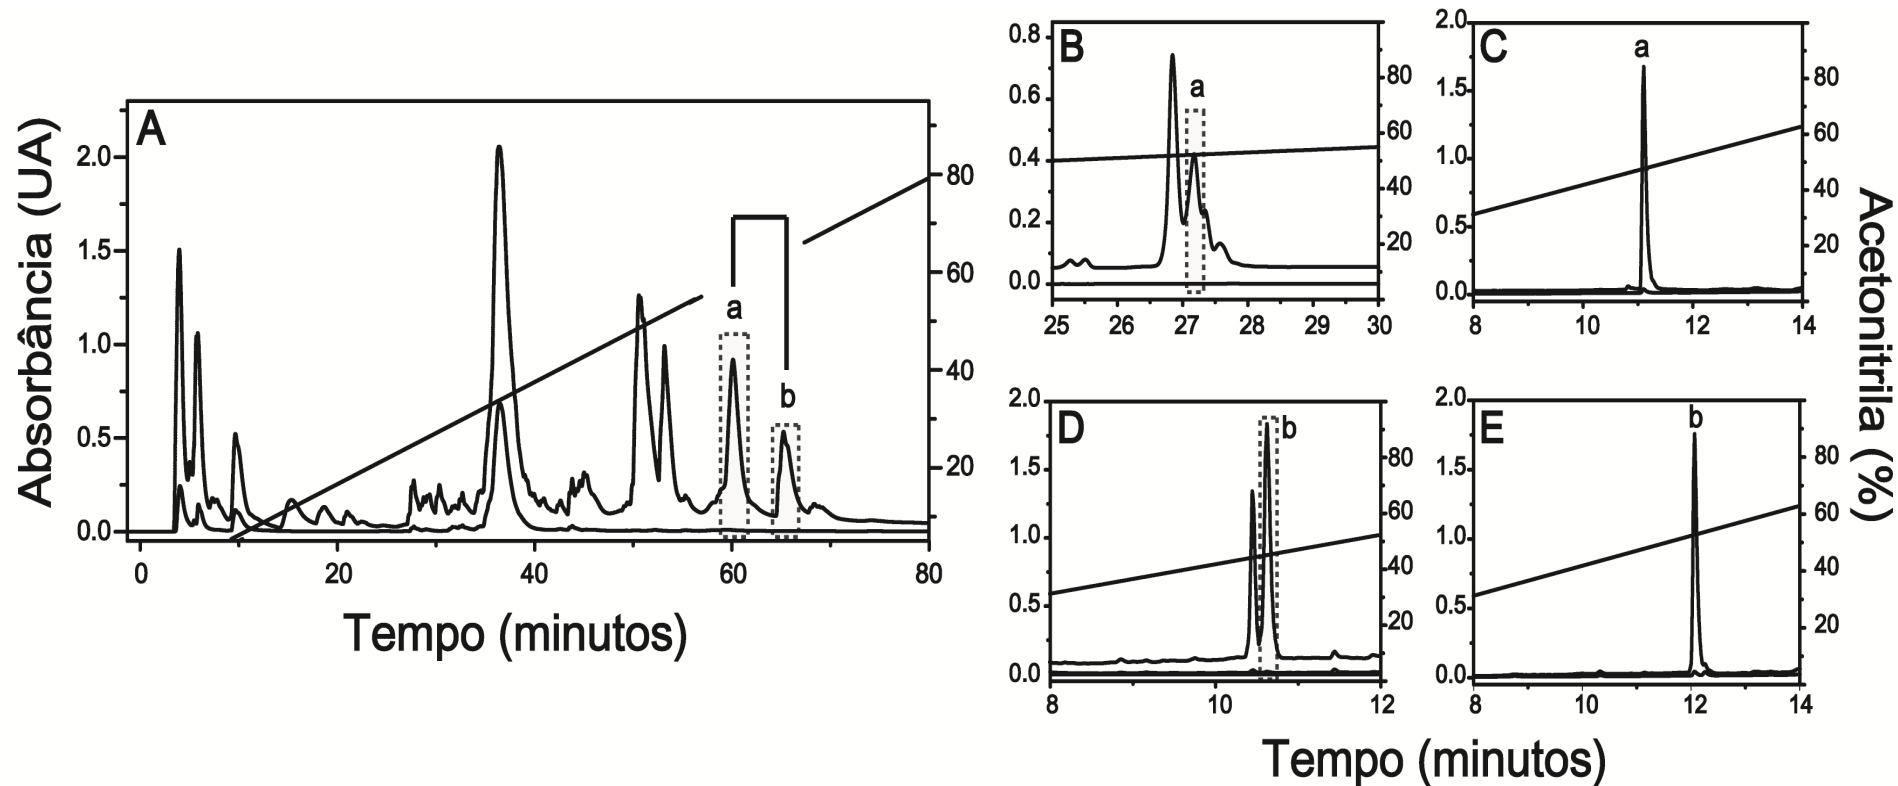 A
Absorbância (UA)
2.0
1.5
1.0
0.5
0.0
80
60
40
20
a
b
0 20 40 60 80
Tempo (minutos)
B
0.8
0.6
0.4
0.2
0.0
a
80
60
40
20
25 26 27 28 29 30
C
2.0
1.5
1.0
0.5
0.0
a
80
60
40
20
8 10 12 14
D
2.0
1.5
1.0
0.5
0.0
b
80
60
40
20
8 10 12
E
2.0
1.5
1.0
0.5
0.0
b
80
60
40
20
8 10 12 14
Acetonitrila (%)
Tempo (minutos)